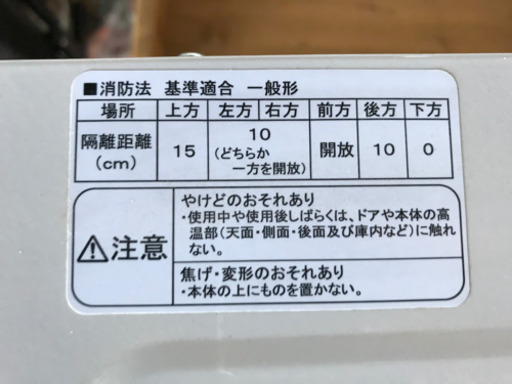 ■消防法 基準適合 一般形
場所 上方 左方 右方 前方 後方 下方
隔離距離 (cm) 15 10 (どちらか 一方を開放) 開放 10 0
⚠注意
やけどのおそれあり
・使用中や使用後しばらくは、ドアや本体の高
温部(天面・側面・後面及び庫内など)に触れ
ない。
焦げ・変形のおそれあり
・本体の上にものを置かない。